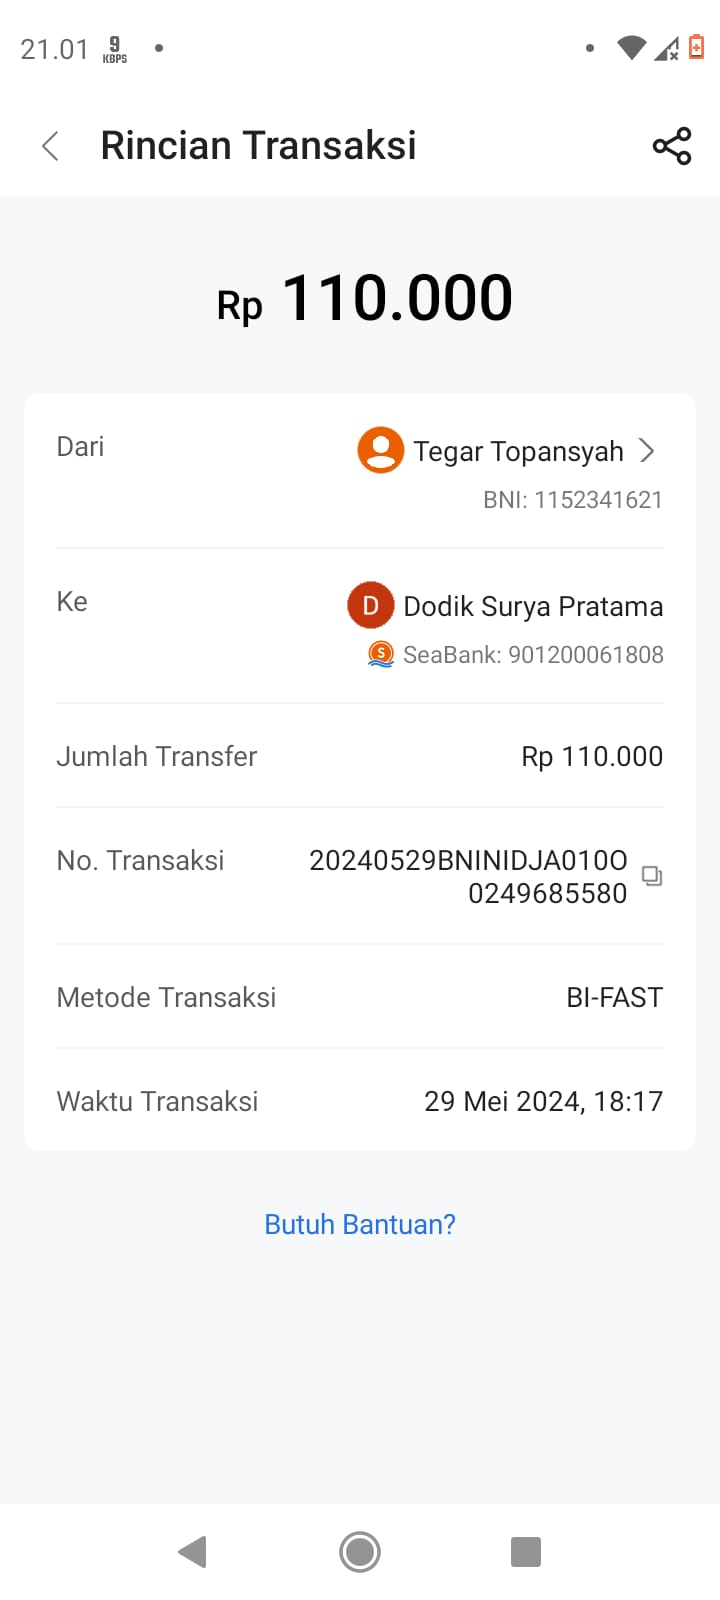 21.01 9 KBPS
Rincian Transaksi
Rp 110.000
Dari
Tegar Topansyah
BNI: 1152341621
Ke
D Dodik Surya Pratama
S SeaBank: 901200061808
Jumlah Transfer Rp 110.000
No. Transaksi 20240529BNINIDJA010O
0249685580
Metode Transaksi BI-FAST
Waktu Transaksi 29 Mei 2024, 18:17
Butuh Bantuan?